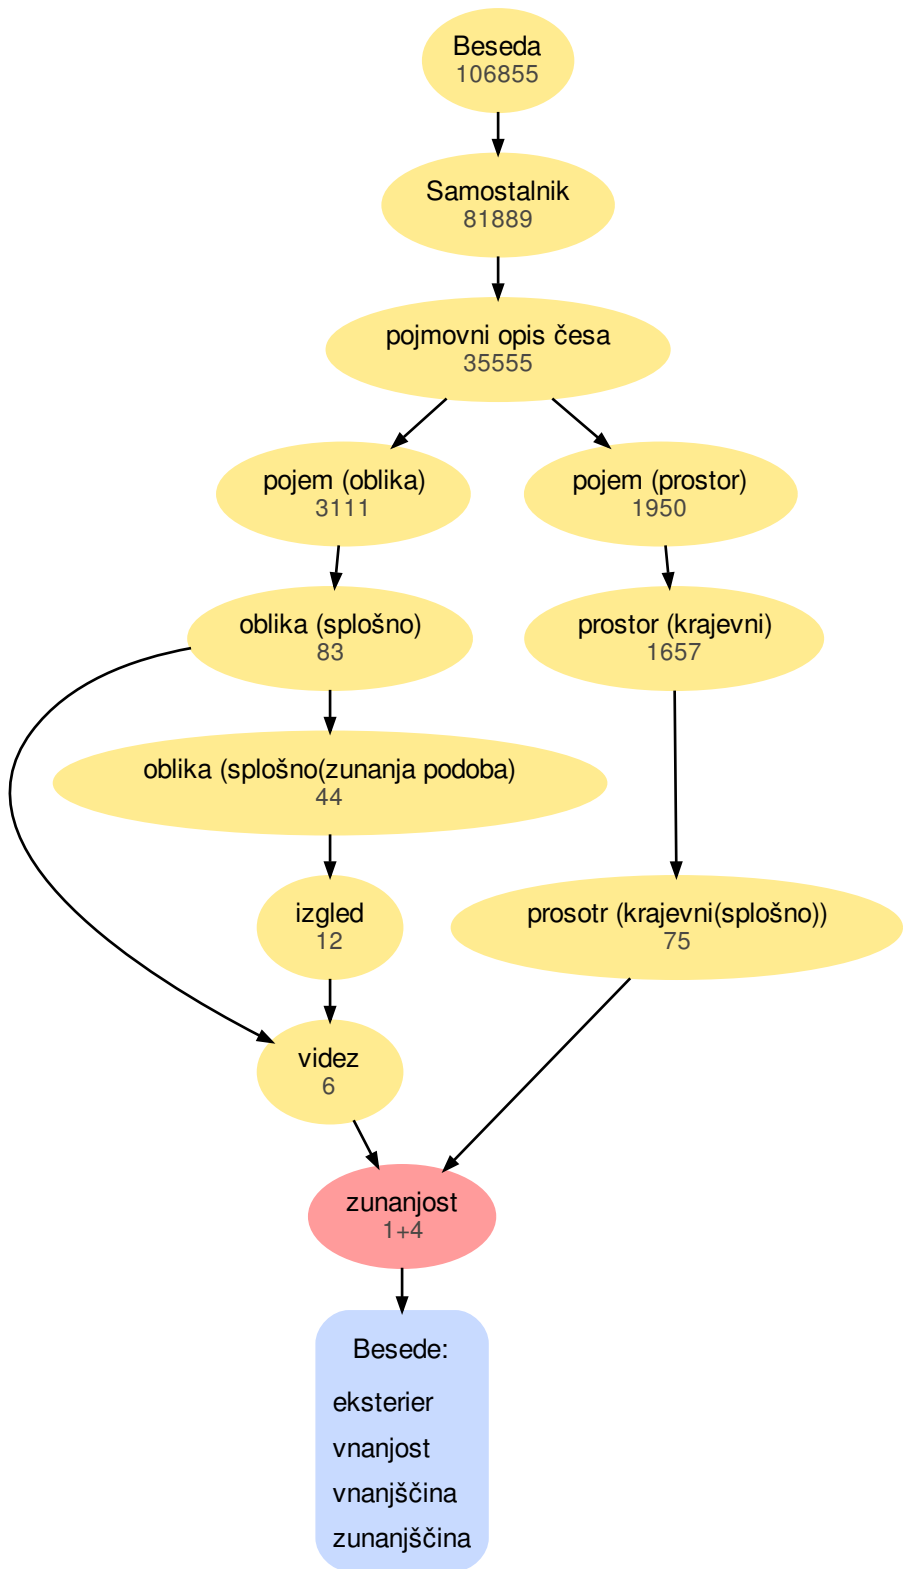 Beseda
106855
Samostalnik
81889
pojmovni opis česa
35555
pojem (oblika)
3111
pojem (prostor)
1950
oblika (splošno)
83
prostor (krajevni)
1657
oblika (splošno(zunanja podoba)
44
izgled
12
prosotr (krajevni(splošno))
75
videz
6
zunanjost
1+4
Besede:
eksterier
vnanjost
vnanjščina
zunanjščina